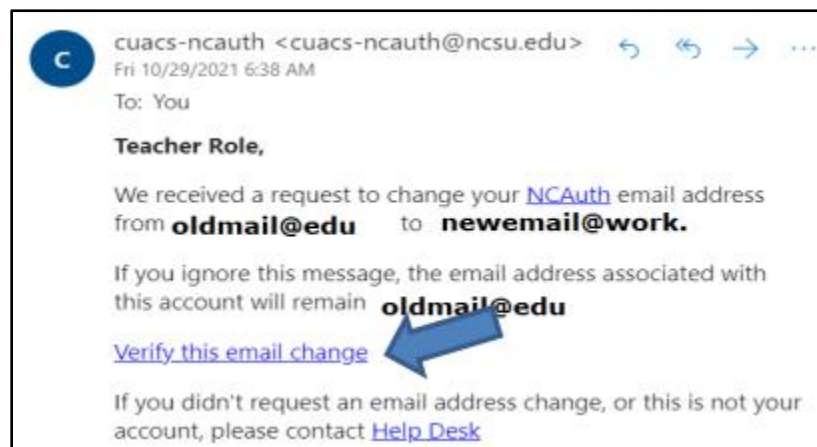 C
cuacs-ncauth <cuacs-ncauth@ncsu.edu>
Fri 10/29/2021 6:38 AM
To: You
Teacher Role,
We received a request to change your NCAuth email address
from oldmail@edu to newemail@work.
If you ignore this message, the email address associated with
this account will remain oldmail@edu
Verify this email change
If you didn't request an email address change, or this is not your
account, please contact Help Desk